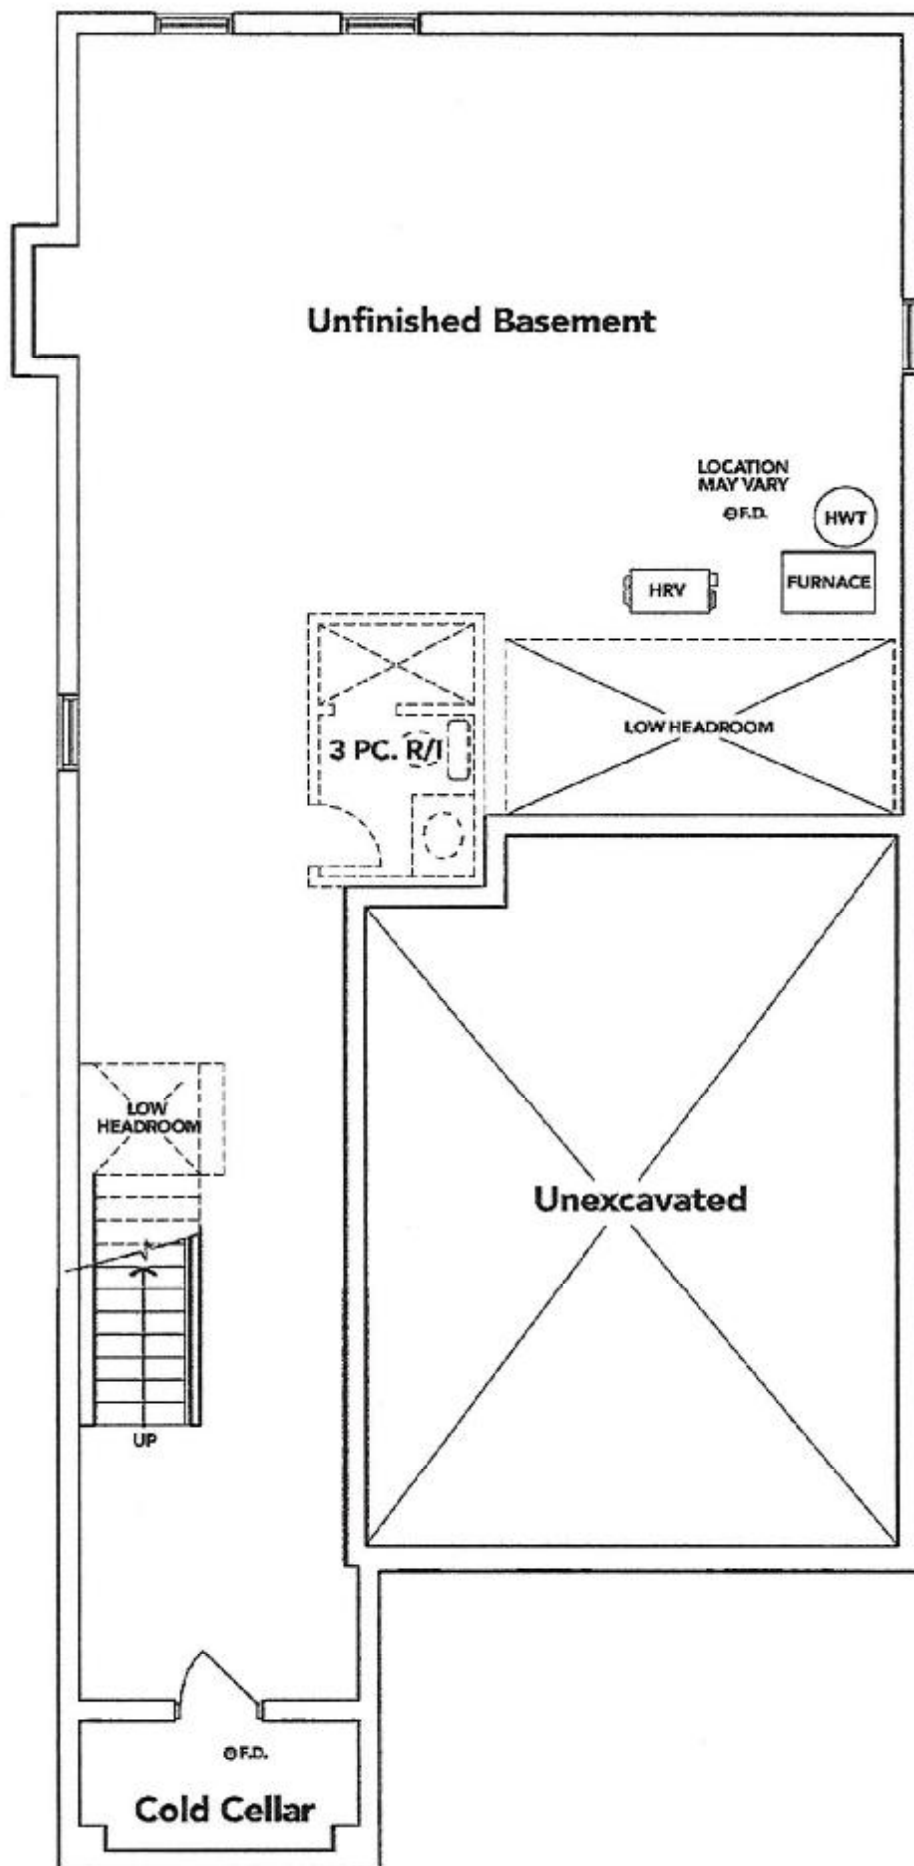 Unfinished Basement
LOCATION
MAY VARY
F.D.
HWT
HRV
FURNACE
LOW HEADROOM
3 PC. R/I
LOW
HEADROOM
Unexcavated
UP
F.D.
Cold Cellar